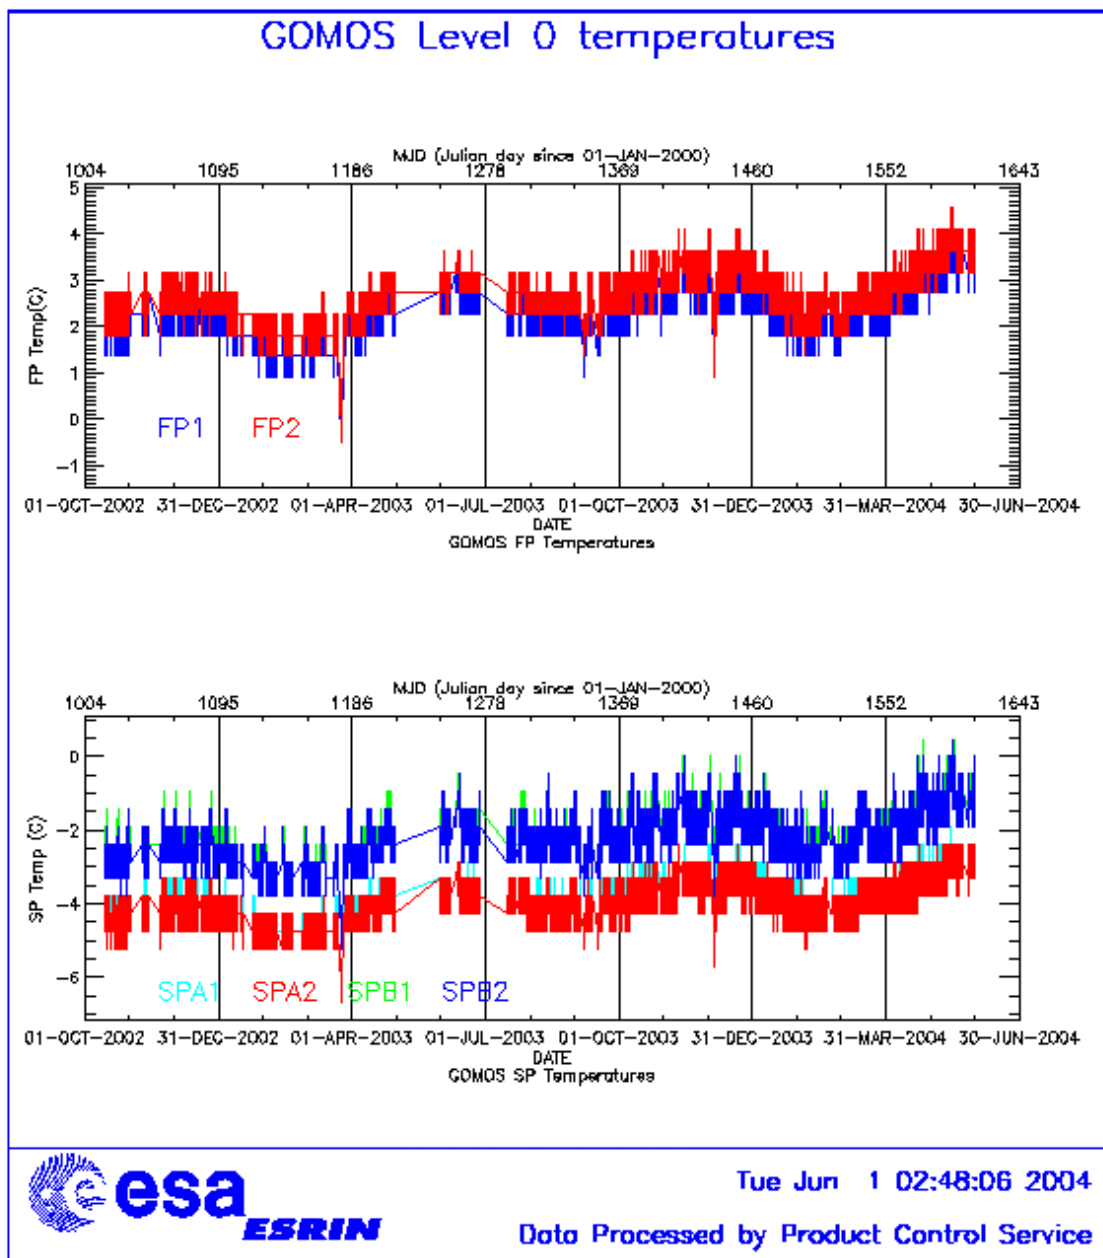 GOMOS Level 0 temperatures
MJD (Julian day since 01-JAN-2000)
1004 1095 1186 1278 1369 1460 1552 1643
5
4
3
2
1
0
-1
FP Temp(C)
FP1 FP2
01-OCT-2002 31-DEC-2002 01-APR-2003 01-JUL-2003 01-OCT-2003 31-DEC-2003 31-MAR-2004 30-JUN-2004
DATE
GOMOS FP Temperatures
MJD (Julian day since 01-JAN-2000)
1004 1095 1186 1278 1369 1460 1552 1643
0
-2
-4
-6
SP Temp (C)
SPA1 SPA2 SPB1 SPB2
01-OCT-2002 31-DEC-2002 01-APR-2003 01-JUL-2003 01-OCT-2003 31-DEC-2003 31-MAR-2004 30-JUN-2004
DATE
GOMOS SP Temperatures
esa
ESRIN
Tue Jun 1 02:48:06 2004
Data Processed by Product Control Service